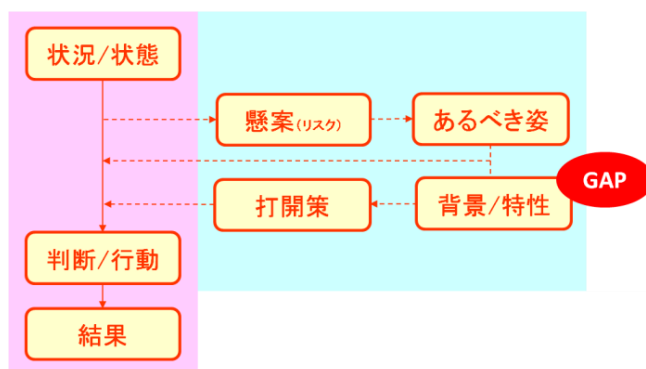 状況/状態
懸案(リスク)
あるべき姿
GAP
打開策
背景/特性
判断/行動
結果